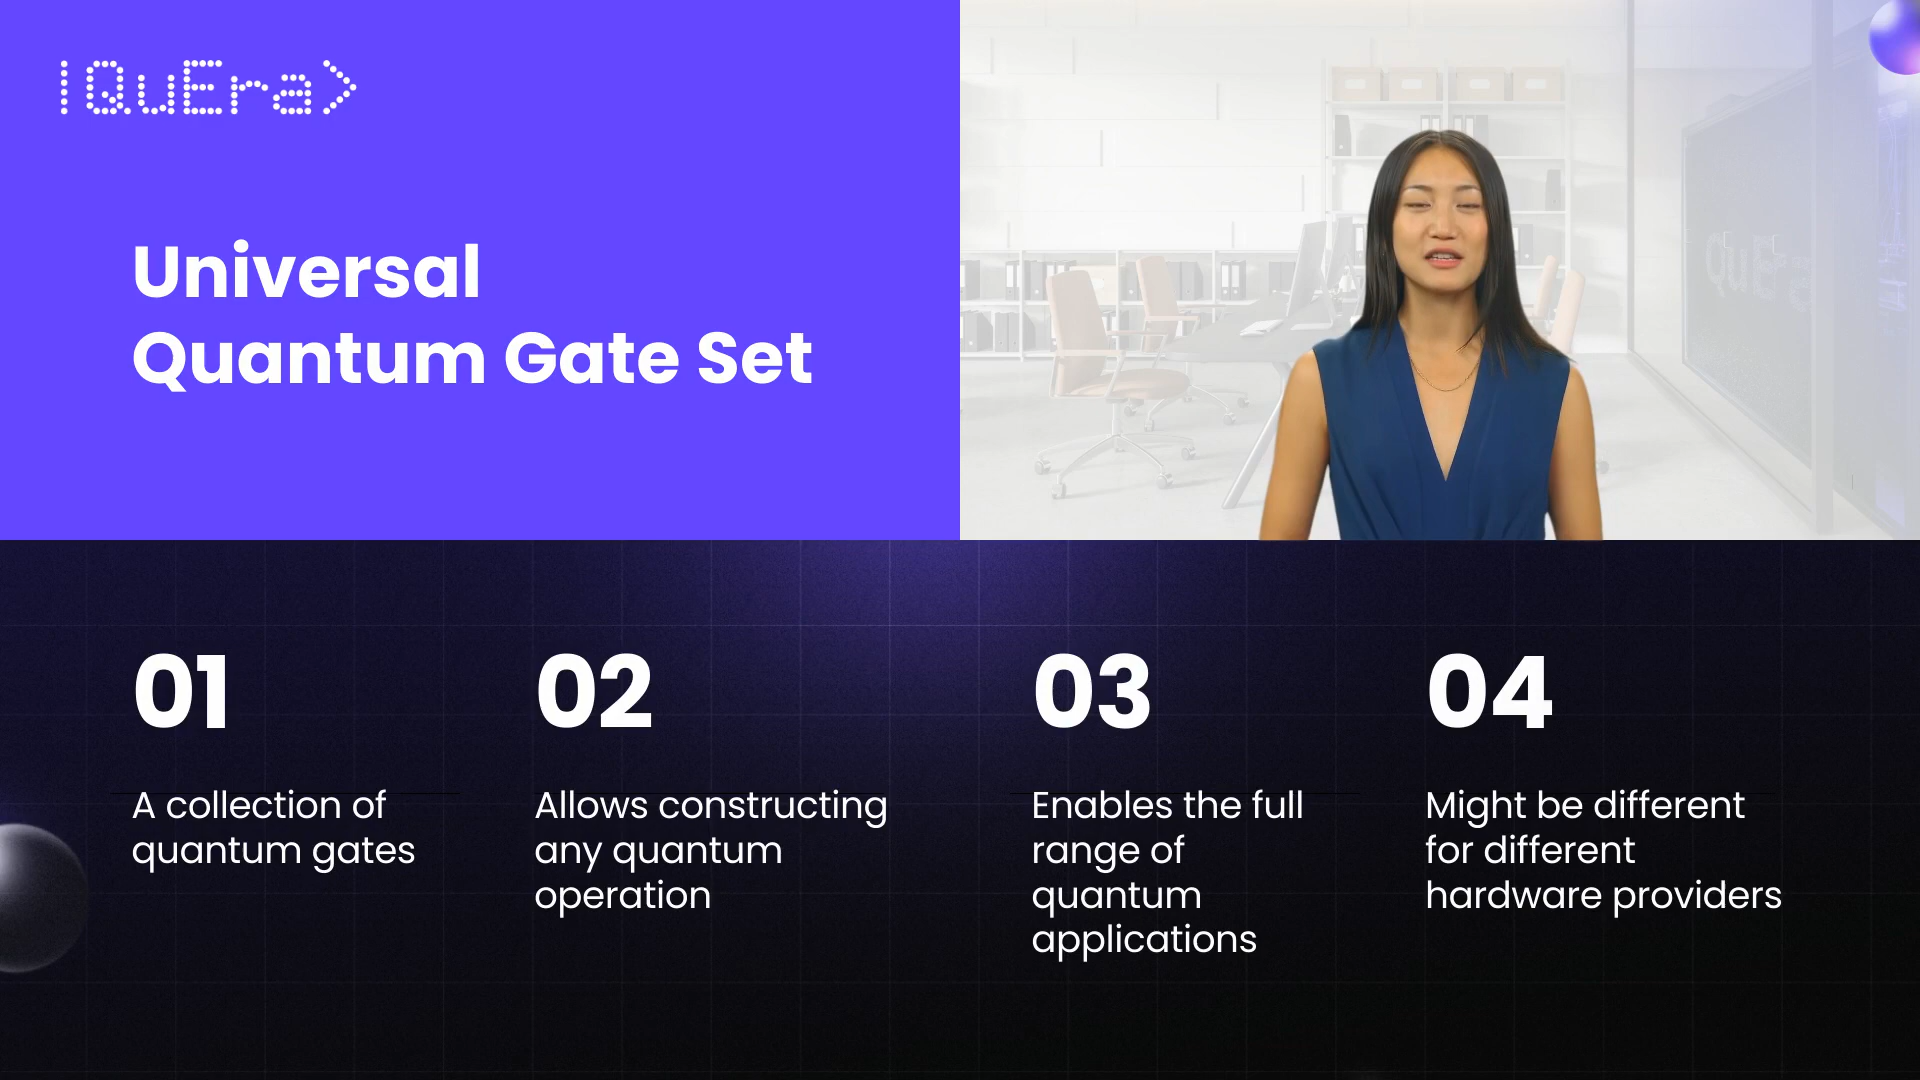 |QuEra>
Universal
Quantum Gate Set
01
A collection of
quantum gates
02
Allows constructing
any quantum
operation
03
Enables the full
range of
quantum
applications
04
Might be different
for different
hardware providers
QuEra